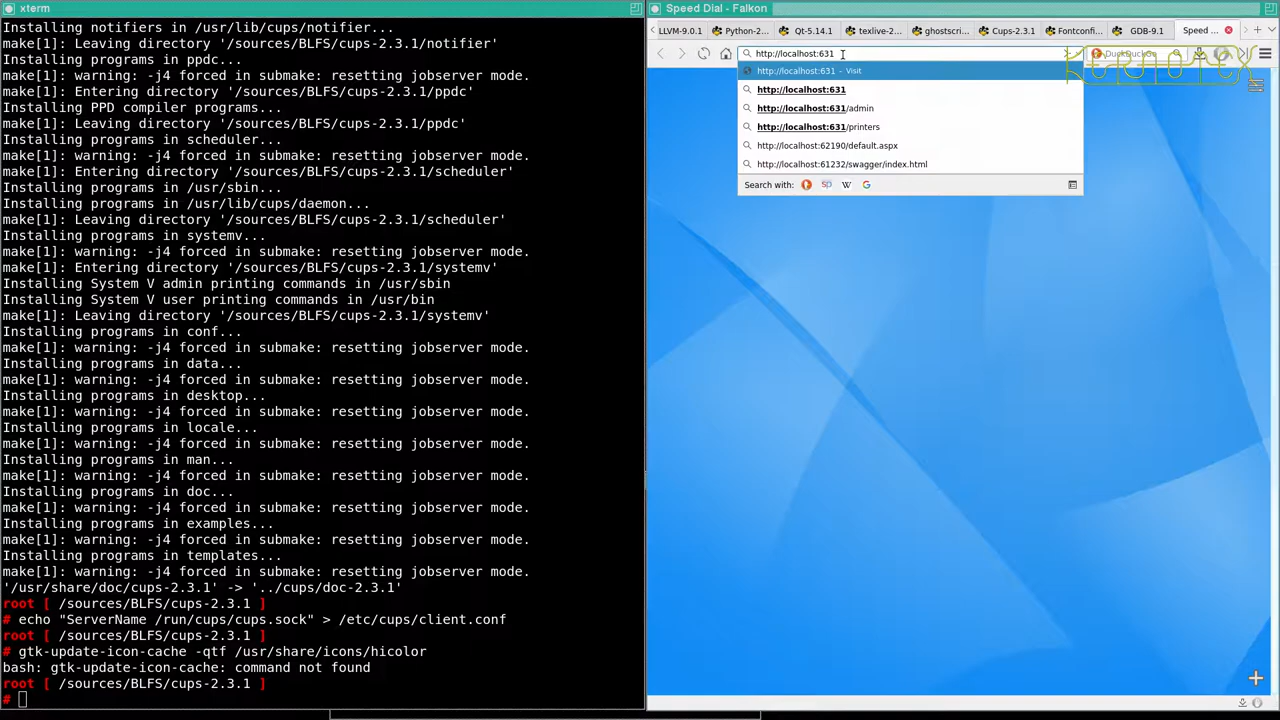 xterm
Installing notifiers in /usr/lib/cups/notifier...
make[1]: Leaving directory '/sources/BLFS/cups-2.3.1/notifier'
Installing programs in ppdc...
make[1]: warning: -j4 forced in submake: resetting jobserver mode.
make[1]: Entering directory '/sources/BLFS/cups-2.3.1/ppdc'
Installing PPD compiler programs...
make[1]: Leaving directory '/sources/BLFS/cups-2.3.1/ppdc'
Installing programs in scheduler...
make[1]: warning: -j4 forced in submake: resetting jobserver mode.
make[1]: Entering directory '/sources/BLFS/cups-2.3.1/scheduler'
Installing programs in /usr/sbin...
Installing programs in /usr/lib/cups/daemon...
make[1]: Leaving directory '/sources/BLFS/cups-2.3.1/scheduler'
Installing programs in systemv...
make[1]: warning: -j4 forced in submake: resetting jobserver mode.
make[1]: Entering directory '/sources/BLFS/cups-2.3.1/systemv'
Installing System V admin printing commands in /usr/sbin
Installing System V user printing commands in /usr/bin
make[1]: Leaving directory '/sources/BLFS/cups-2.3.1/systemv'
Installing programs in conf...
make[1]: warning: -j4 forced in submake: resetting jobserver mode.
Installing programs in data...
make[1]: warning: -j4 forced in submake: resetting jobserver mode.
Installing programs in desktop...
make[1]: warning: -j4 forced in submake: resetting jobserver mode.
Installing programs in locale...
make[1]: warning: -j4 forced in submake: resetting jobserver mode.
Installing programs in man...
make[1]: warning: -j4 forced in submake: resetting jobserver mode.
Installing programs in doc...
make[1]: warning: -j4 forced in submake: resetting jobserver mode.
Installing programs in examples...
make[1]: warning: -j4 forced in submake: resetting jobserver mode.
Installing programs in templates...
make[1]: warning: -j4 forced in submake: resetting jobserver mode.
'/usr/share/doc/cups-2.3.1' -> '../cups/doc-2.3.1'
root [ /sources/BLFS/cups-2.3.1 ]
# echo "ServerName /run/cups/cups.sock" > /etc/cups/client.conf
root [ /sources/BLFS/cups-2.3.1 ]
# gtk-update-icon-cache -qtf /usr/share/icons/hicolor
bash: gtk-update-icon-cache: command not found
root [ /sources/BLFS/cups-2.3.1 ]
#
Speed Dial - Falkon
LLVM-9.0.1 Python-2... Qt-5.14.1 texlive-2... ghostscri... Cups-2.3.1 Fontconfi... GDB-9.1 Speed ...
http://localhost:631 DuckDuckGo
KERNOTEX
http://localhost:631 - Visit
http://localhost:631
http://localhost:631/admin
http://localhost:631/printers
http://localhost:62190/default.aspx
http://localhost:61232/swagger/index.html
Search with: sp W G